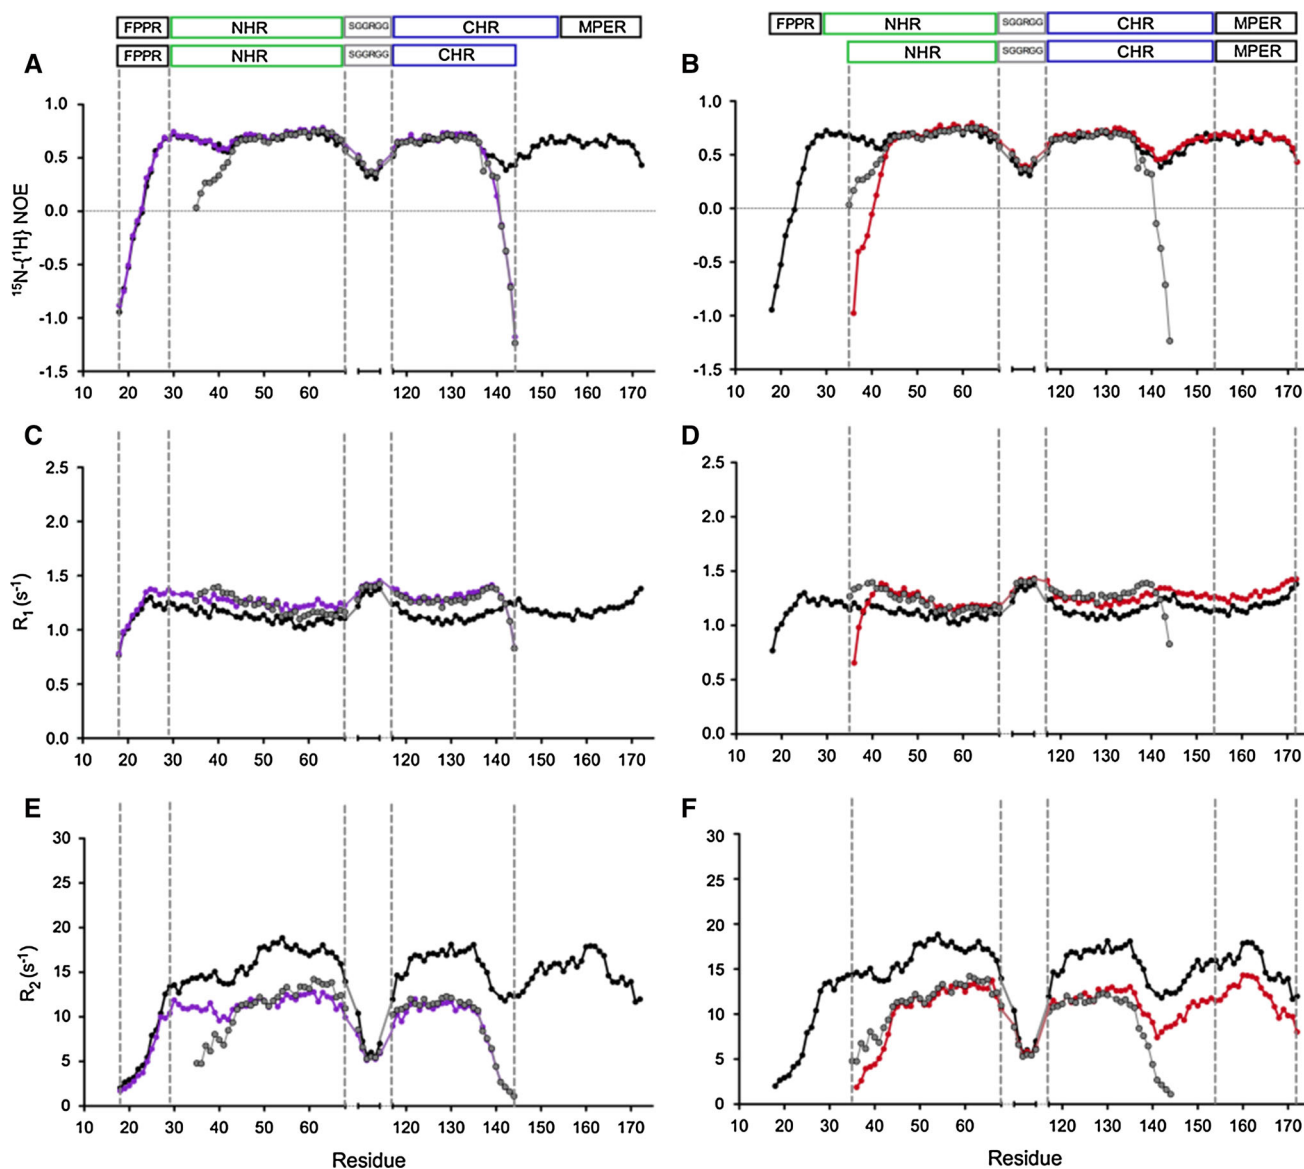 FPPR NHR SGGRGG CHR MPER
FPPR NHR SGGRGG CHR
FPPR NHR SGGRGG CHR MPER
NHR SGGRGG CHR MPER
A
¹⁵N-{¹H} NOE
1.0
0.5
0.0
-0.5
-1.0
-1.5
10 20 30 40 50 60 120 130 140 150 160 170
B
1.0
0.5
0.0
-0.5
-1.0
-1.5
10 20 30 40 50 60 120 130 140 150 160 170
C
R₁ (s⁻¹)
2.5
2.0
1.5
1.0
0.5
0.0
10 20 30 40 50 60 120 130 140 150 160 170
D
2.5
2.0
1.5
1.0
0.5
0.0
10 20 30 40 50 60 120 130 140 150 160 170
E
R₂ (s⁻¹)
30
25
20
15
10
5
0
10 20 30 40 50 60 120 130 140 150 160 170
Residue
F
30
25
20
15
10
5
0
10 20 30 40 50 60 120 130 140 150 160 170
Residue